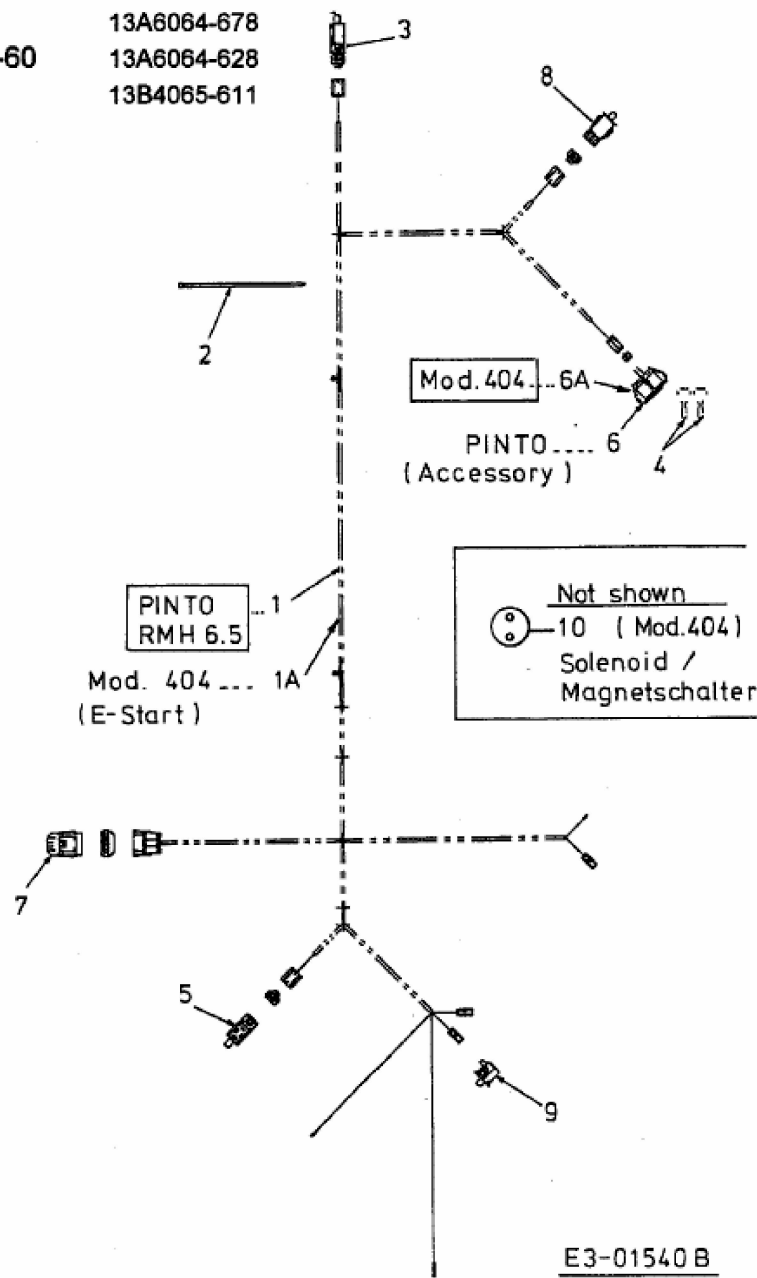 13A6064-678
-60 13A6064-628
13B4065-611
3
8
2
Mod. 404....6A
PINTO.... 6
(Accessory)
4
PINTO ...1
RMH 6.5
Mod. 404... 1A
(E-Start)
Not shown
10 (Mod.404)
Solenoid /
Magnetschalter
7
5
9
E3-01540 B